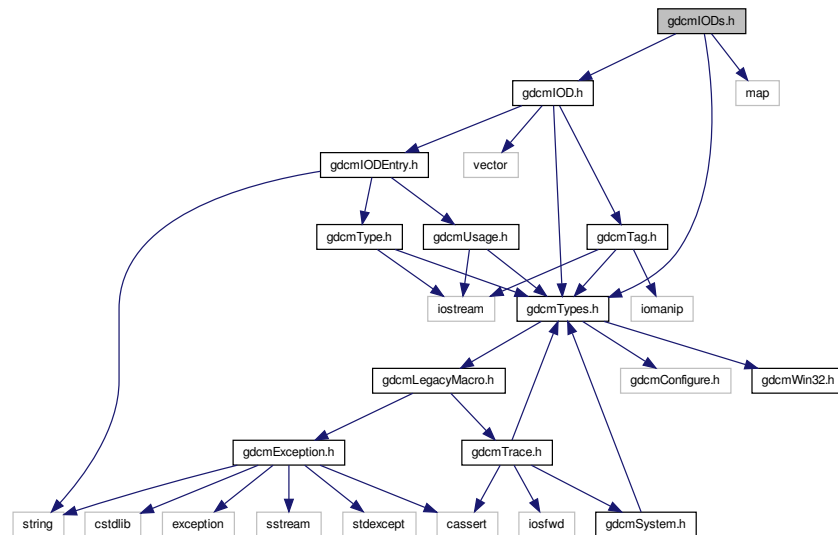 gdcmIODs.h
gdcmIOD.h
map
gdcmIODEntry.h
vector
gdcmType.h
gdcmUsage.h
gdcmTag.h
iostream
gdcmTypes.h
iomanip
gdcmLegacyMacro.h
gdcmConfigure.h
gdcmWin32.h
gdcmException.h
gdcmTrace.h
string
cstdlib
exception
sstream
stdexcept
cassert
iosfwd
gdcmSystem.h